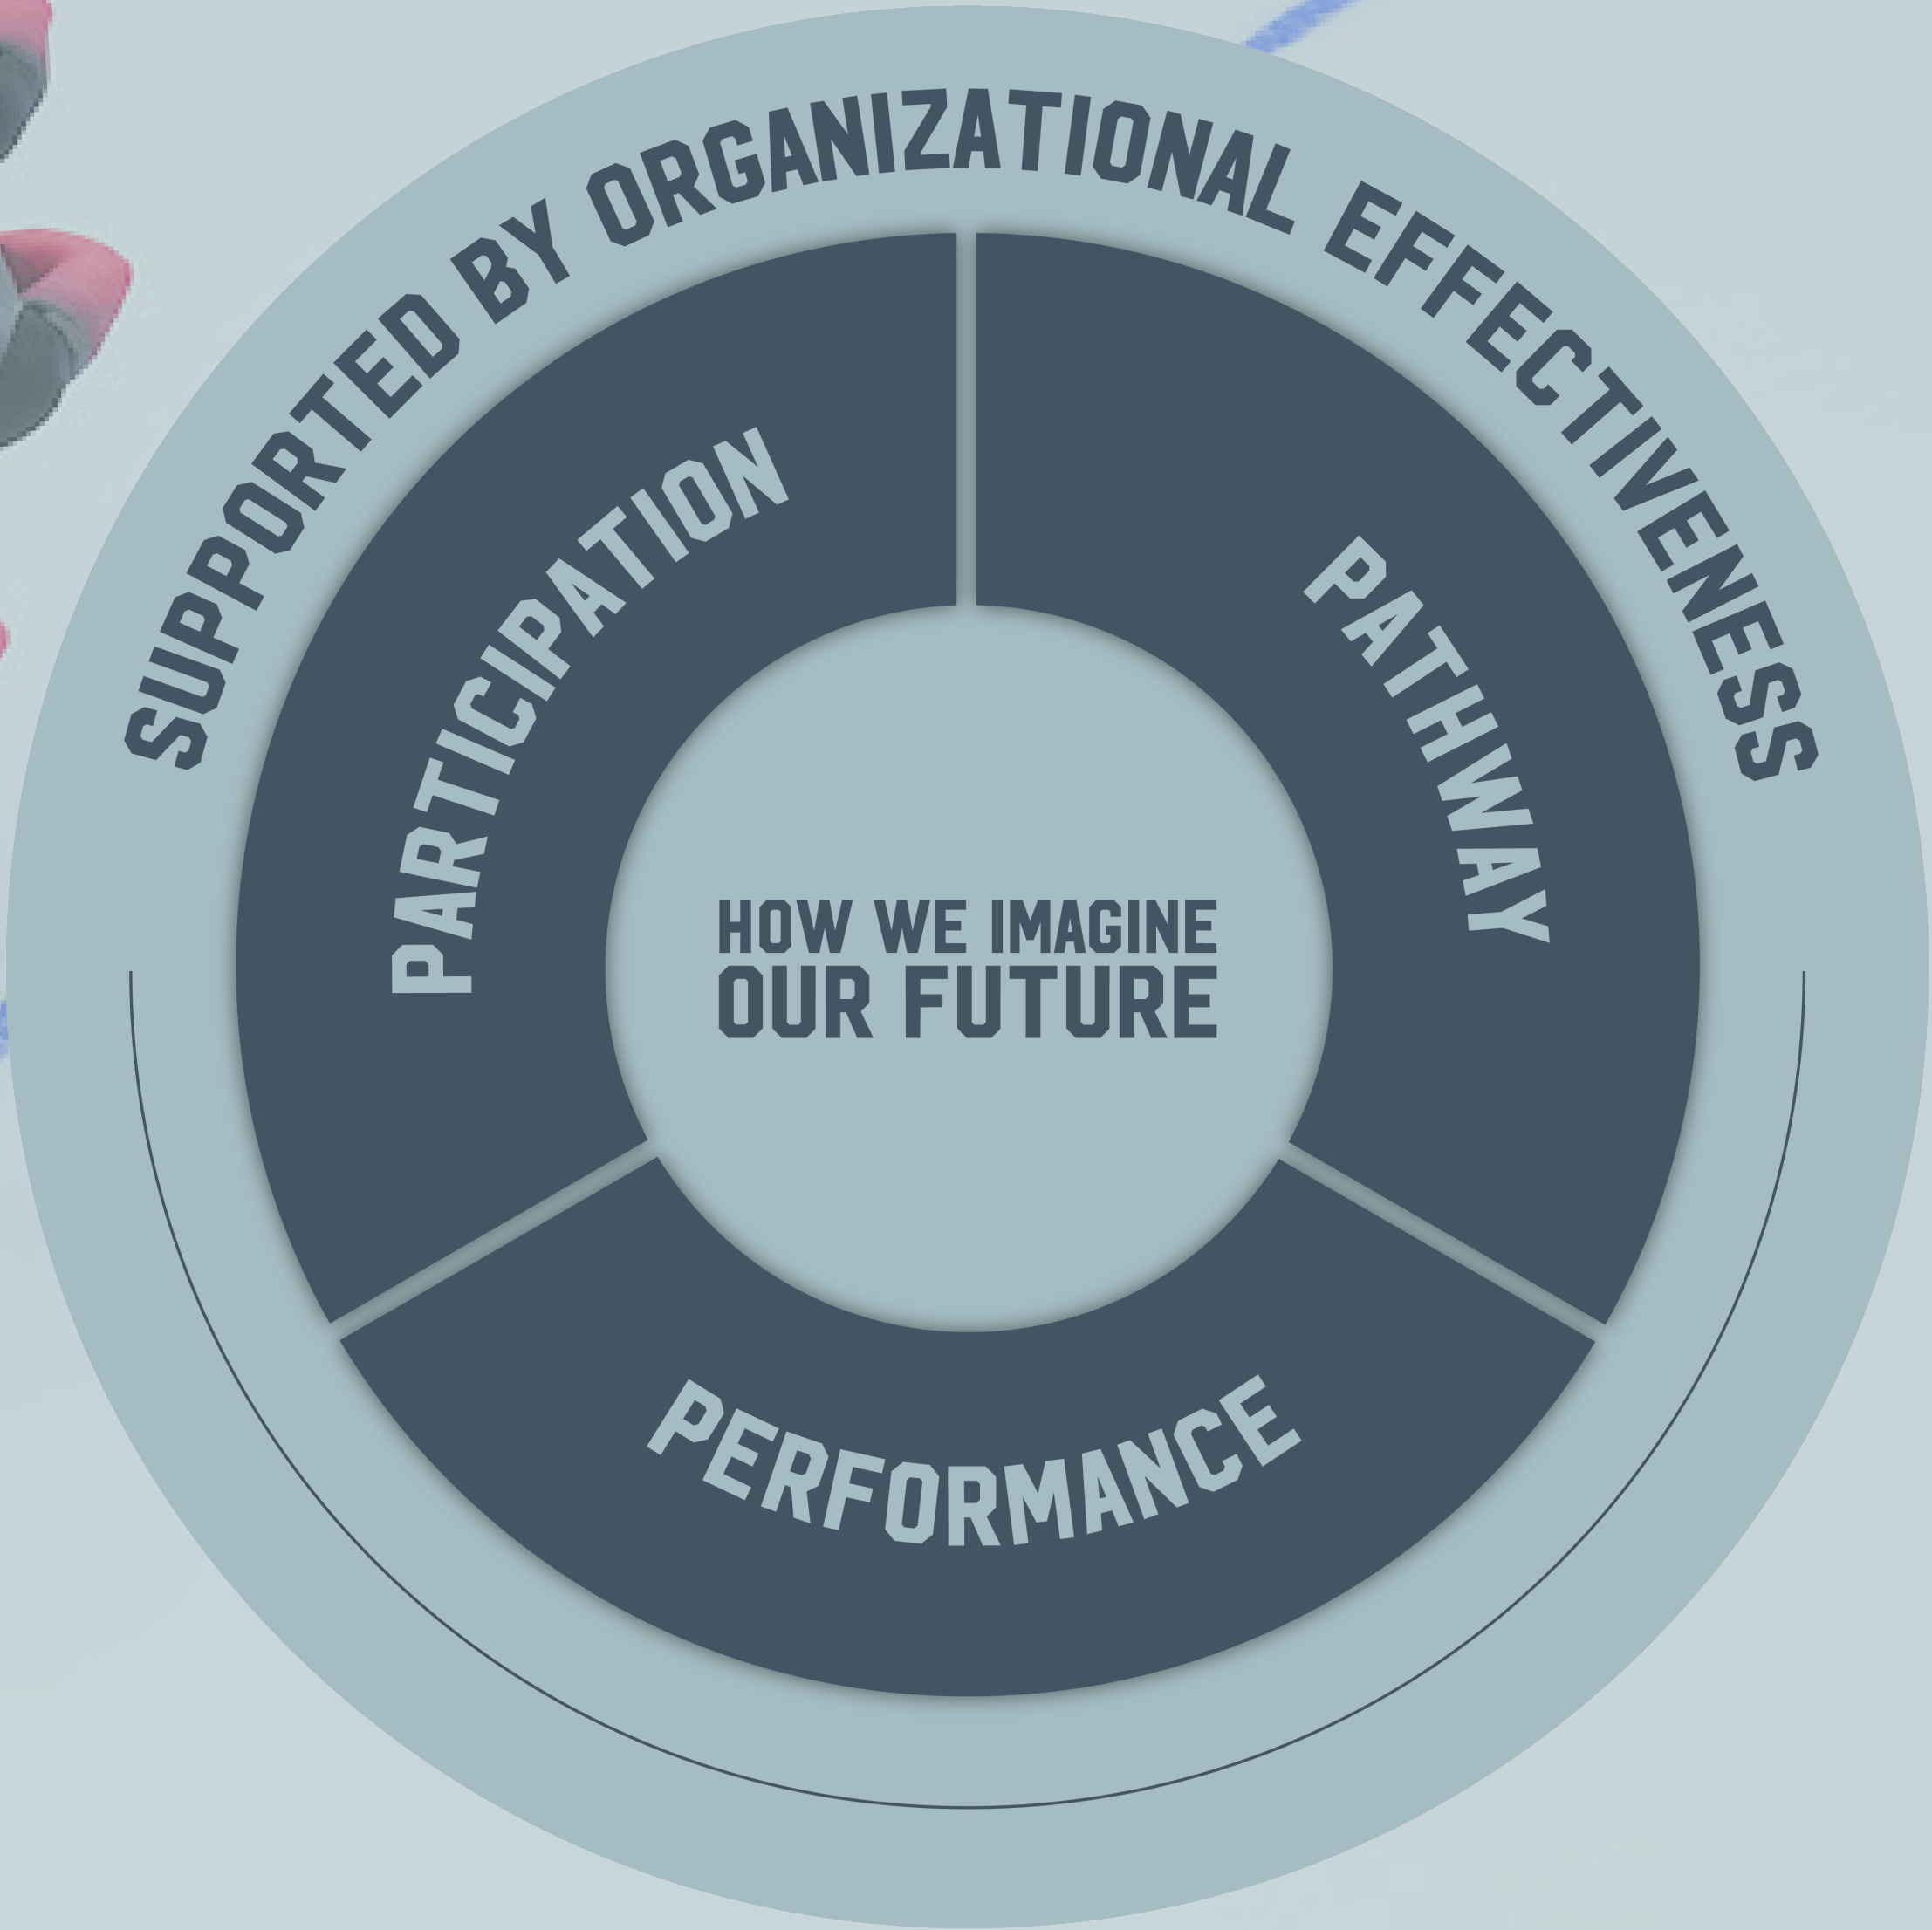 SUPPORTED BY ORGANIZATIONAL EFFECTIVENESS
PARTICIPATION
PATHWAY
HOW WE IMAGINE
OUR FUTURE
PERFORMANCE